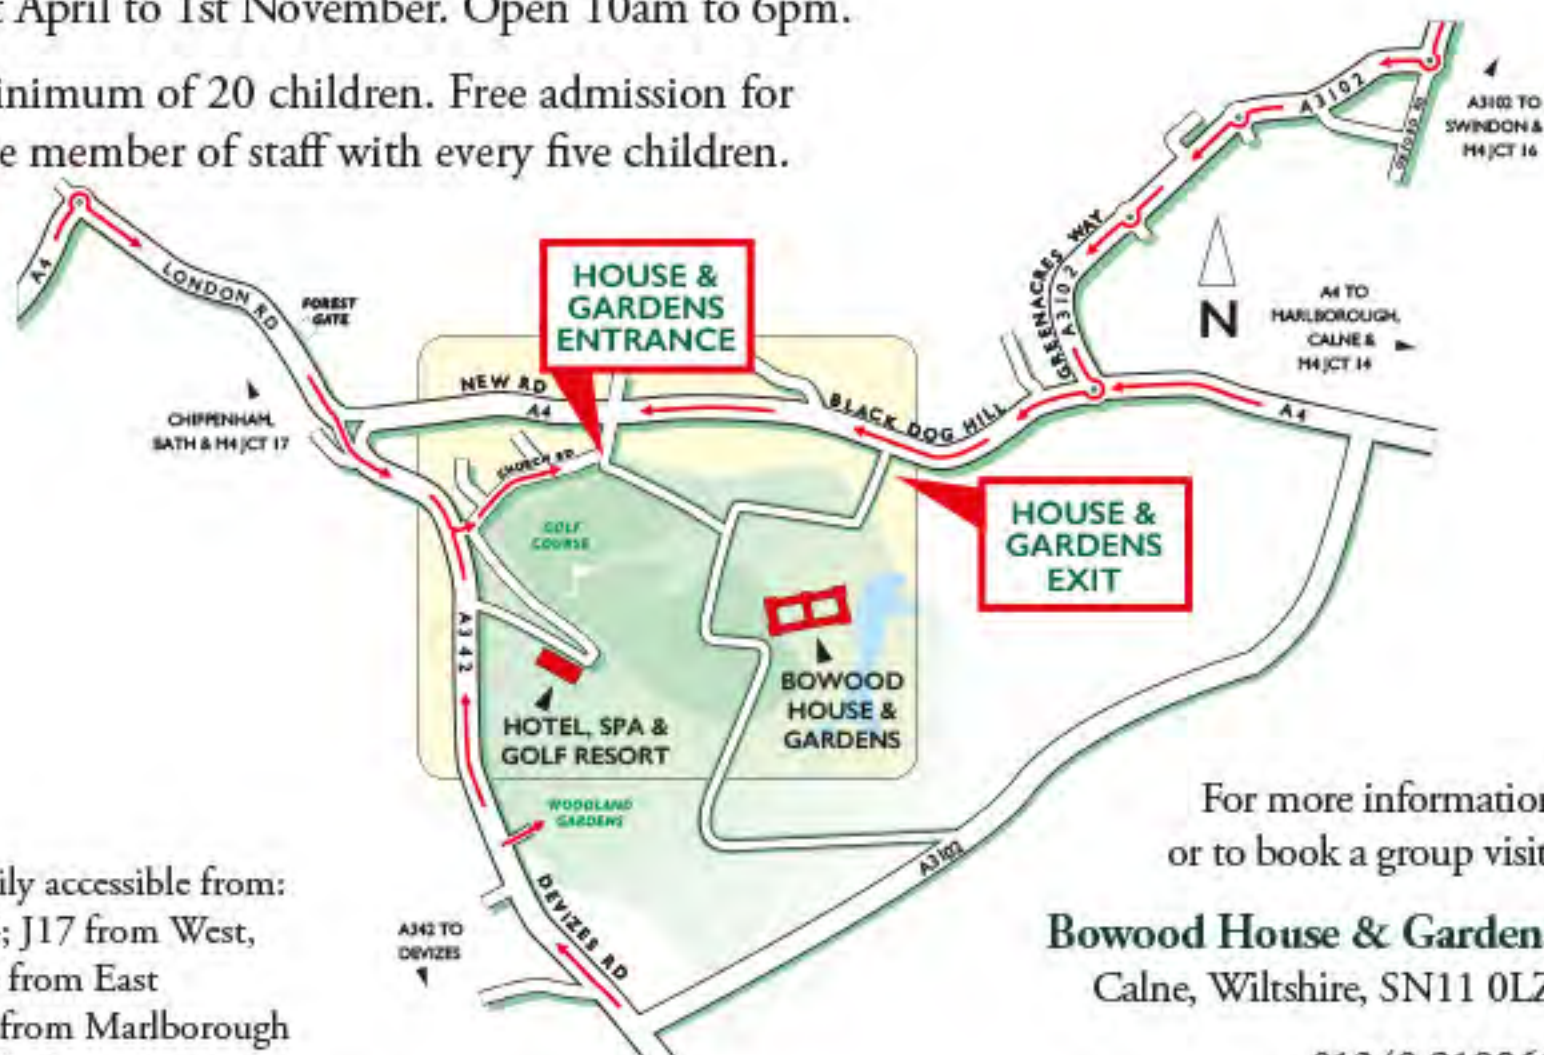 April to 1st November. Open 10am to 6pm.
inimum of 20 children. Free admission for
e member of staff with every five children.
A3102
A3102 TO
SWINDON &
M4 JCT 16
A4
LONDON RD
FOREST
GATE
HOUSE &
GARDENS
ENTRANCE
GREENACRES WAY
A3102
N
A4 TO
MARLBOROUGH,
CALNE &
M4 JCT 14
CHIPPENHAM,
BATH & M4 JCT 17
NEW RD
A4
BLACK DOG HILL
A4
CHURCH RD
GOLF
COURSE
HOUSE &
GARDENS
EXIT
A342
HOTEL, SPA &
GOLF RESORT
BOWOOD
HOUSE &
GARDENS
WOODLAND
GARDENS
A3102
DEVIZES RD
A342 TO
DEVIZES
ily accessible from:
; J17 from West,
from East
from Marlborough
For more information
or to book a group visit
Bowood House & Garden
Calne, Wiltshire, SN11 0LZ